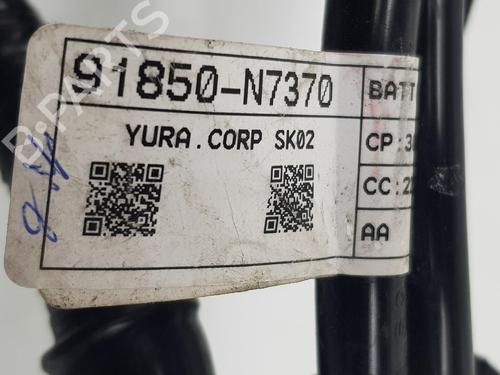 91850-N7370
BATT
YURA.CORP SK02
CP:3
CC:2
AA
B-PARTS